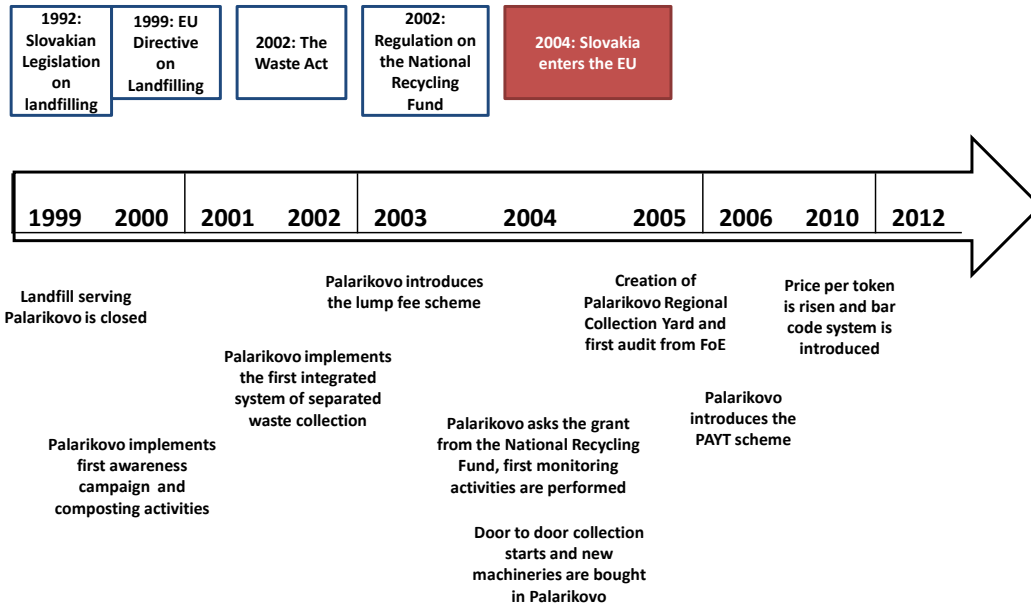 1992:
Slovakian
Legislation
on
landfilling
1999: EU
Directive
on
Landfilling
2002: The
Waste Act
2002:
Regulation on
the National
Recycling
Fund
2004: Slovakia
enters the EU
1999 2000 2001 2002 2003 2004 2005 2006 2010 2012
Landfill serving
Palarikovo is closed
Palarikovo implements
first awareness
campaign and
composting activities
Palarikovo implements
the first integrated
system of separated
waste collection
Palarikovo introduces
the lump fee scheme
Palarikovo asks the grant
from the National Recycling
Fund, first monitoring
activities are performed
Door to door collection
starts and new
machineries are bought
in Palarikovo
Creation of
Palarikovo Regional
Collection Yard and
first audit from FoE
Palarikovo
introduces the
PAYT scheme
Price per token
is risen and bar
code system is
introduced